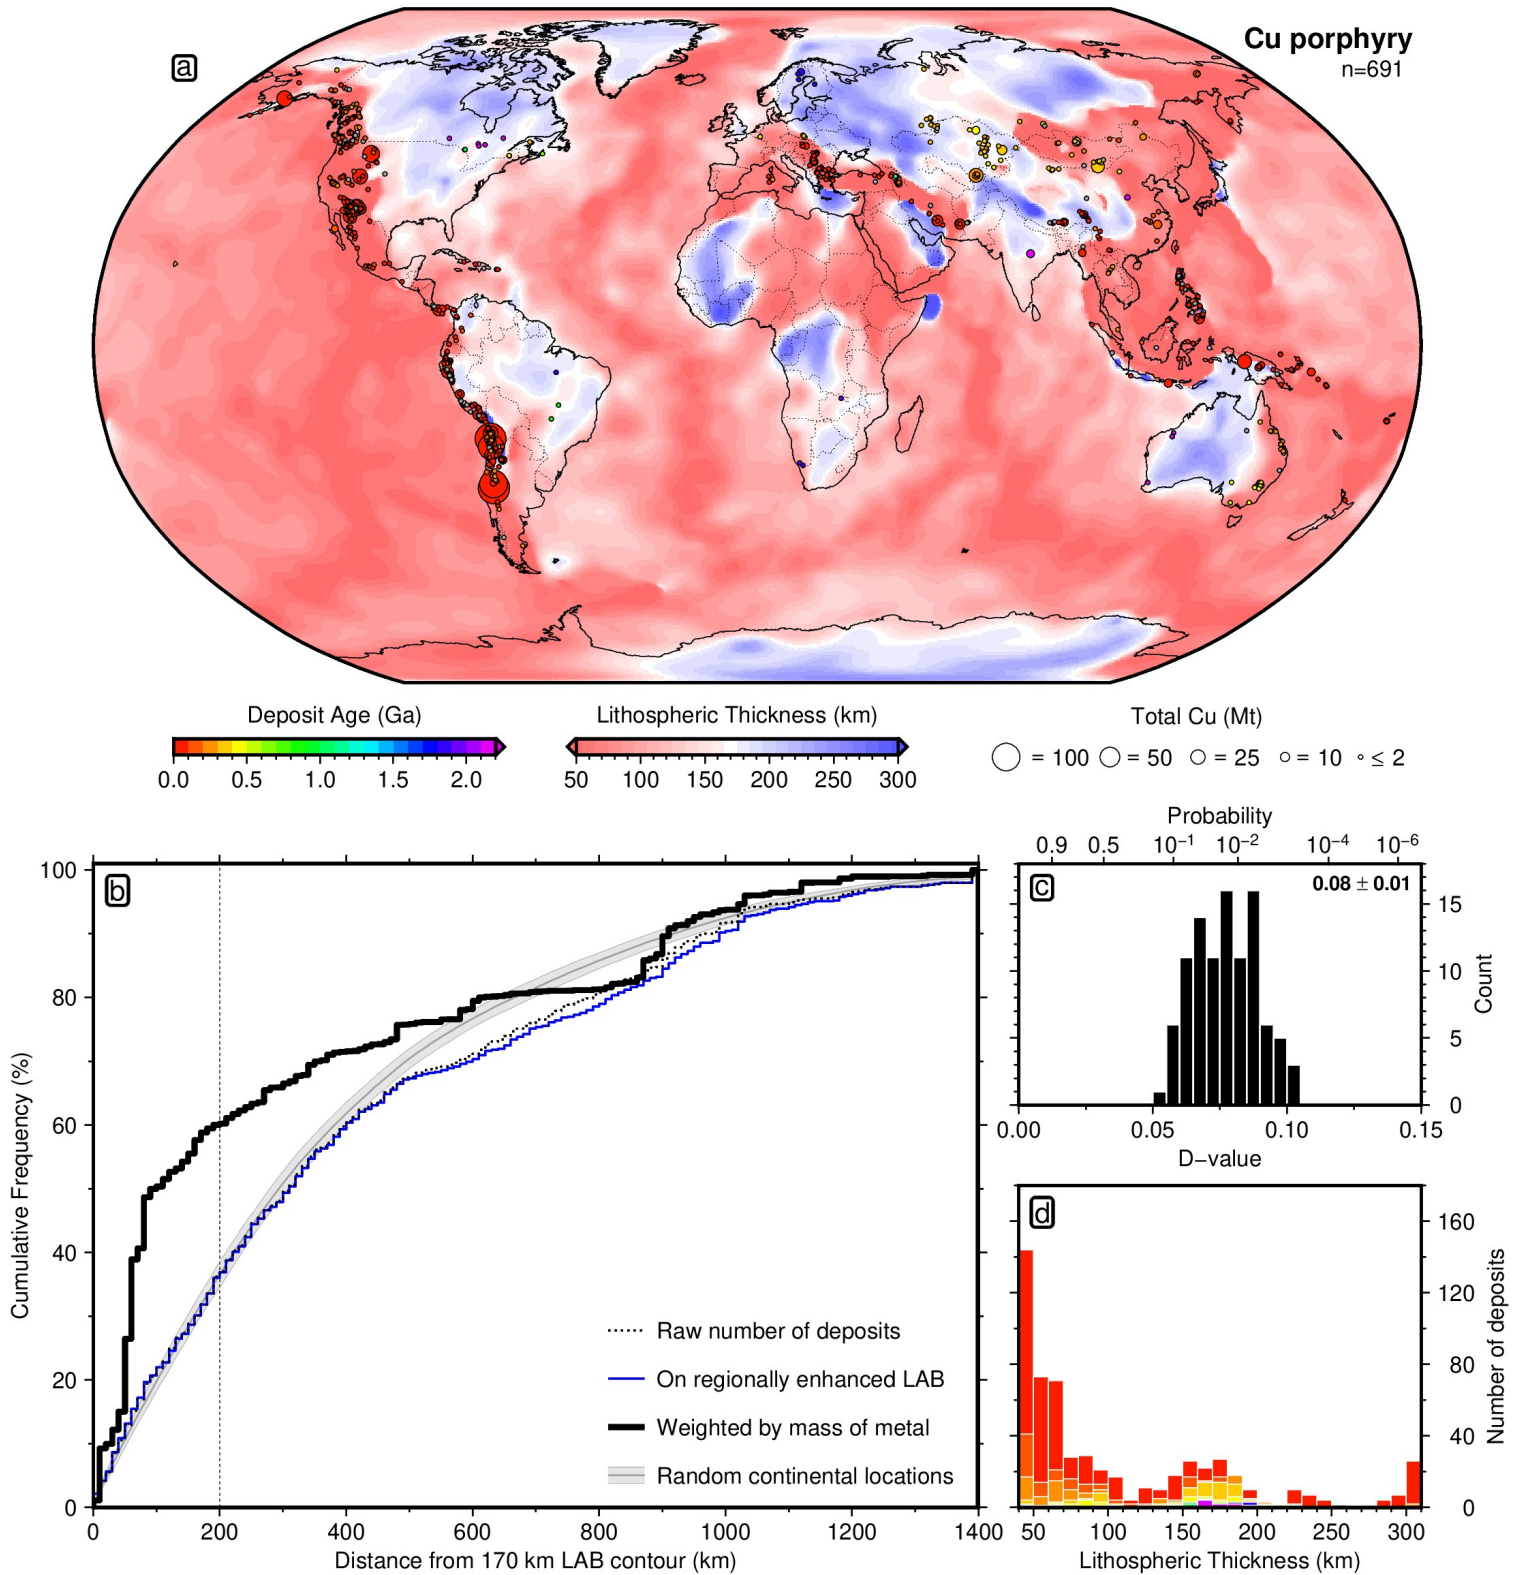 a
Cu porphyry
n=691
Deposit Age (Ga)
0.0 0.5 1.0 1.5 2.0
Lithospheric Thickness (km)
50 100 150 200 250 300
Total Cu (Mt)
= 100 = 50 = 25 = 10 ≤ 2
b
100
80
60
40
20
0
Cumulative Frequency (%)
0 200 400 600 800 1000 1200 1400
Distance from 170 km LAB contour (km)
Raw number of deposits
On regionally enhanced LAB
Weighted by mass of metal
Random continental locations
Probability
0.9 0.5 10⁻¹ 10⁻² 10⁻⁴ 10⁻⁶
c
0.08 ± 0.01
15
10
5
0
Count
0.00 0.05 0.10 0.15
D−value
d
160
120
80
40
0
Number of deposits
50 100 150 200 250 300
Lithospheric Thickness (km)